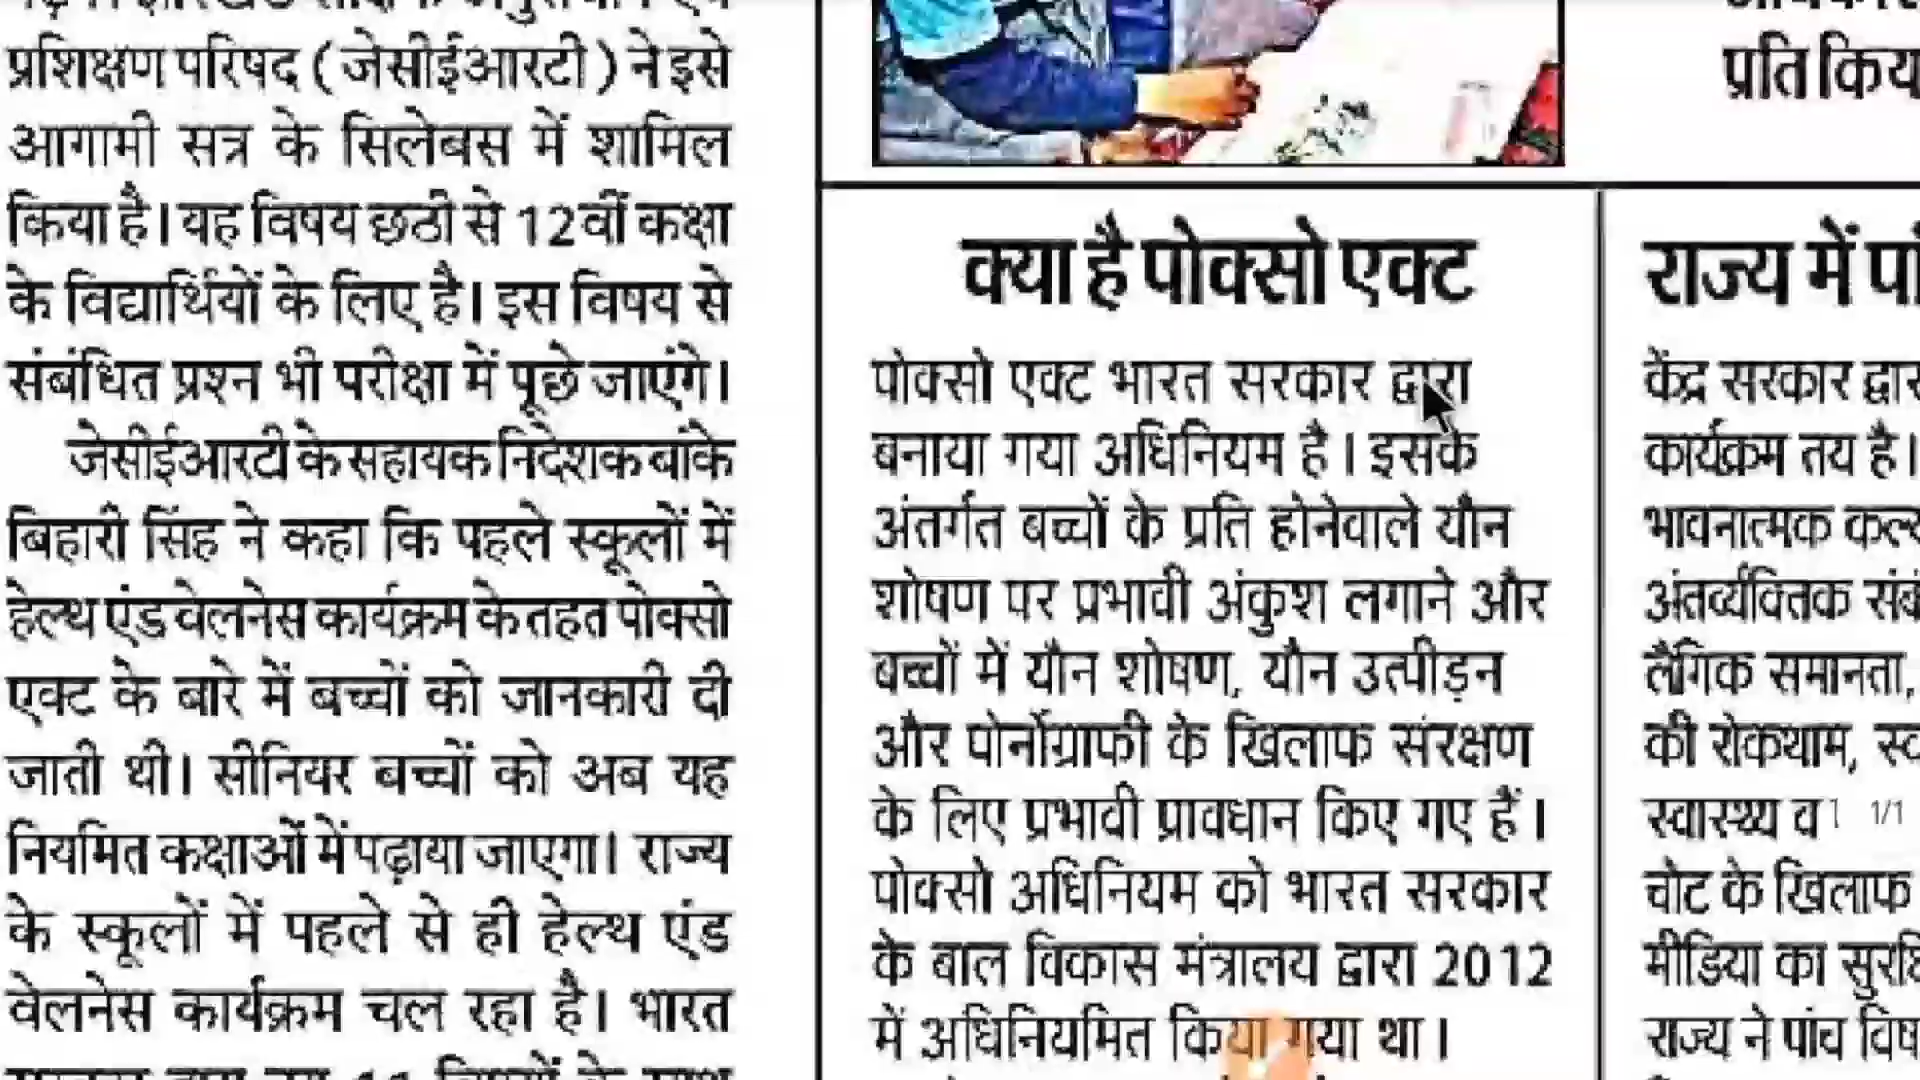 प्रशिक्षण परिषद (जेसीईआरटी) ने इसे
आगामी सत्र के सिलेबस में शामिल
किया है। यह विषय छठी से 12वीं कक्षा
के विद्यार्थियों के लिए है। इस विषय से
संबंधित प्रश्न भी परीक्षा में पूछे जाएंगे।
जेसीईआरटी के सहायक निदेशक बांके
बिहारी सिंह ने कहा कि पहले स्कूलों में
हेल्थ एंड वेलनेस कार्यक्रम के तहत पोक्सो
एक्ट के बारे में बच्चों को जानकारी दी
जाती थी। सीनियर बच्चों को अब यह
नियमित कक्षाओं में पढ़ाया जाएगा। राज्य
के स्कूलों में पहले से ही हेल्थ एंड
वेलनेस कार्यक्रम चल रहा है। भारत
क्या है पोक्सो एक्ट
पोक्सो एक्ट भारत सरकार द्वारा
बनाया गया अधिनियम है। इसके
अंतर्गत बच्चों के प्रति होनेवाले यौन
शोषण पर प्रभावी अंकुश लगाने और
बच्चों में यौन शोषण, यौन उत्पीड़न
और पोर्नोग्राफी के खिलाफ संरक्षण
के लिए प्रभावी प्रावधान किए गए हैं।
पोक्सो अधिनियम को भारत सरकार
के बाल विकास मंत्रालय द्वारा 2012
में अधिनियमित किया गया था।
प्रति
राज्य में
केंद्र सरकार
कार्यक्रम तय है।
भावनात्मक
अंतर्व्यक्तिक
लैंगिक समानता,
की रोकथाम,
स्वास्थ्य व
1/1
चोट के खिलाफ
मीडिया का
राज्य ने पांच